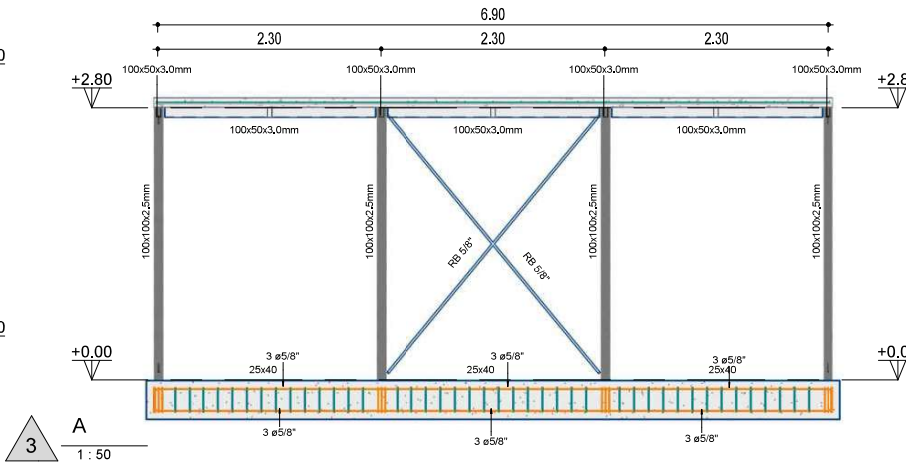 6.90
2.30 2.30 2.30
0
100x50x3.0mm 100x50x3.0mm 100x50x3.0mm 100x50x3.0mm
+2.80 +2.8
100x50x3.0mm 100x50x3.0mm 100x50x3.0mm
100x100x2.5mm 100x100x2.5mm 100x100x2.5mm 100x100x2.5mm
RB 5/8" RB 5/8"
0
+0.00 +0.0
3 ø5/8" 3 ø5/8" 3 ø5/8"
25x40 25x40 25x40
3 ø5/8" 3 ø5/8" 3 ø5/8"
3 A
1 : 50